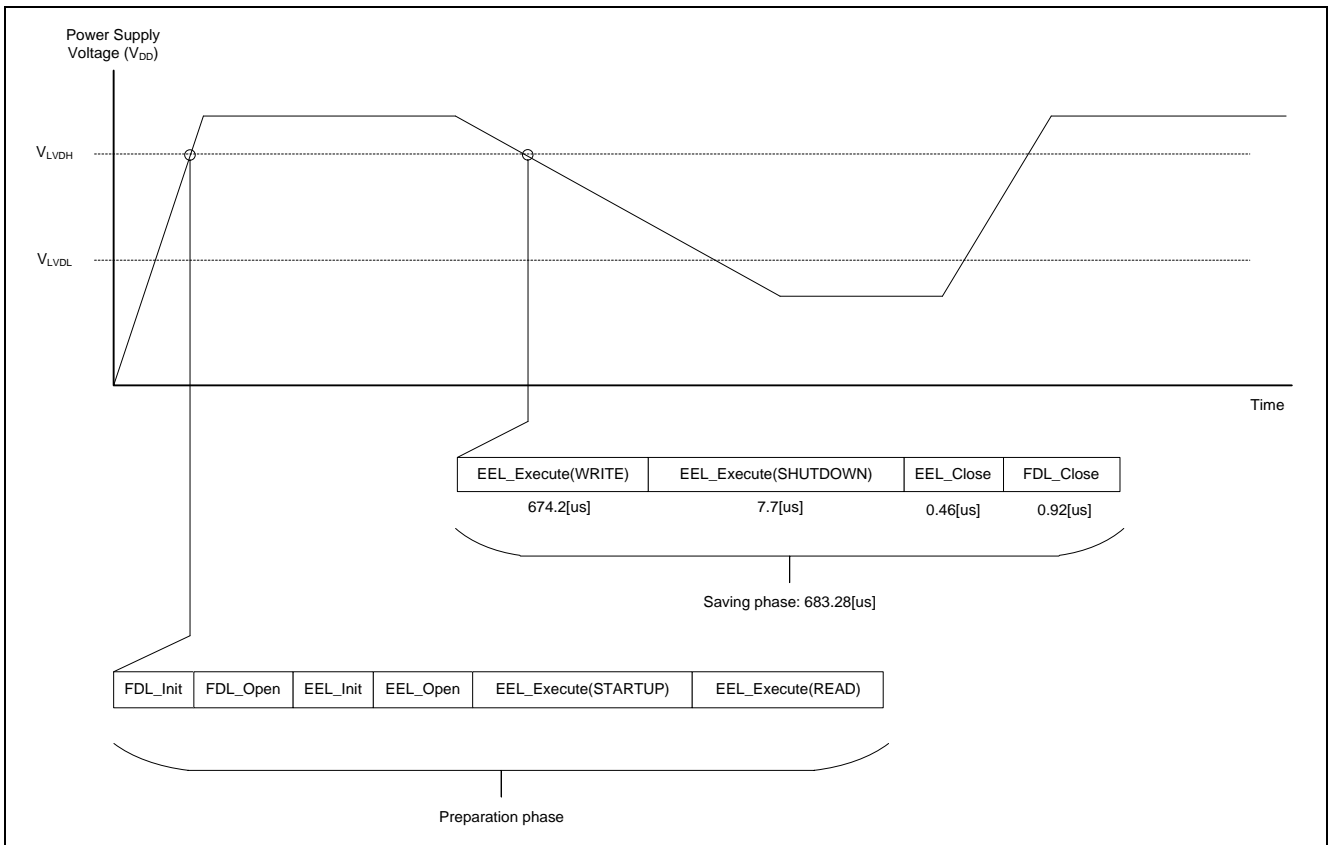 Power Supply
Voltage (VDD)
VLVDH
VLVDL
Time
EEL_Execute(WRITE) EEL_Execute(SHUTDOWN) EEL_Close FDL_Close
674.2[us] 7.7[us] 0.46[us] 0.92[us]
Saving phase: 683.28[us]
FDL_Init FDL_Open EEL_Init EEL_Open EEL_Execute(STARTUP) EEL_Execute(READ)
Preparation phase